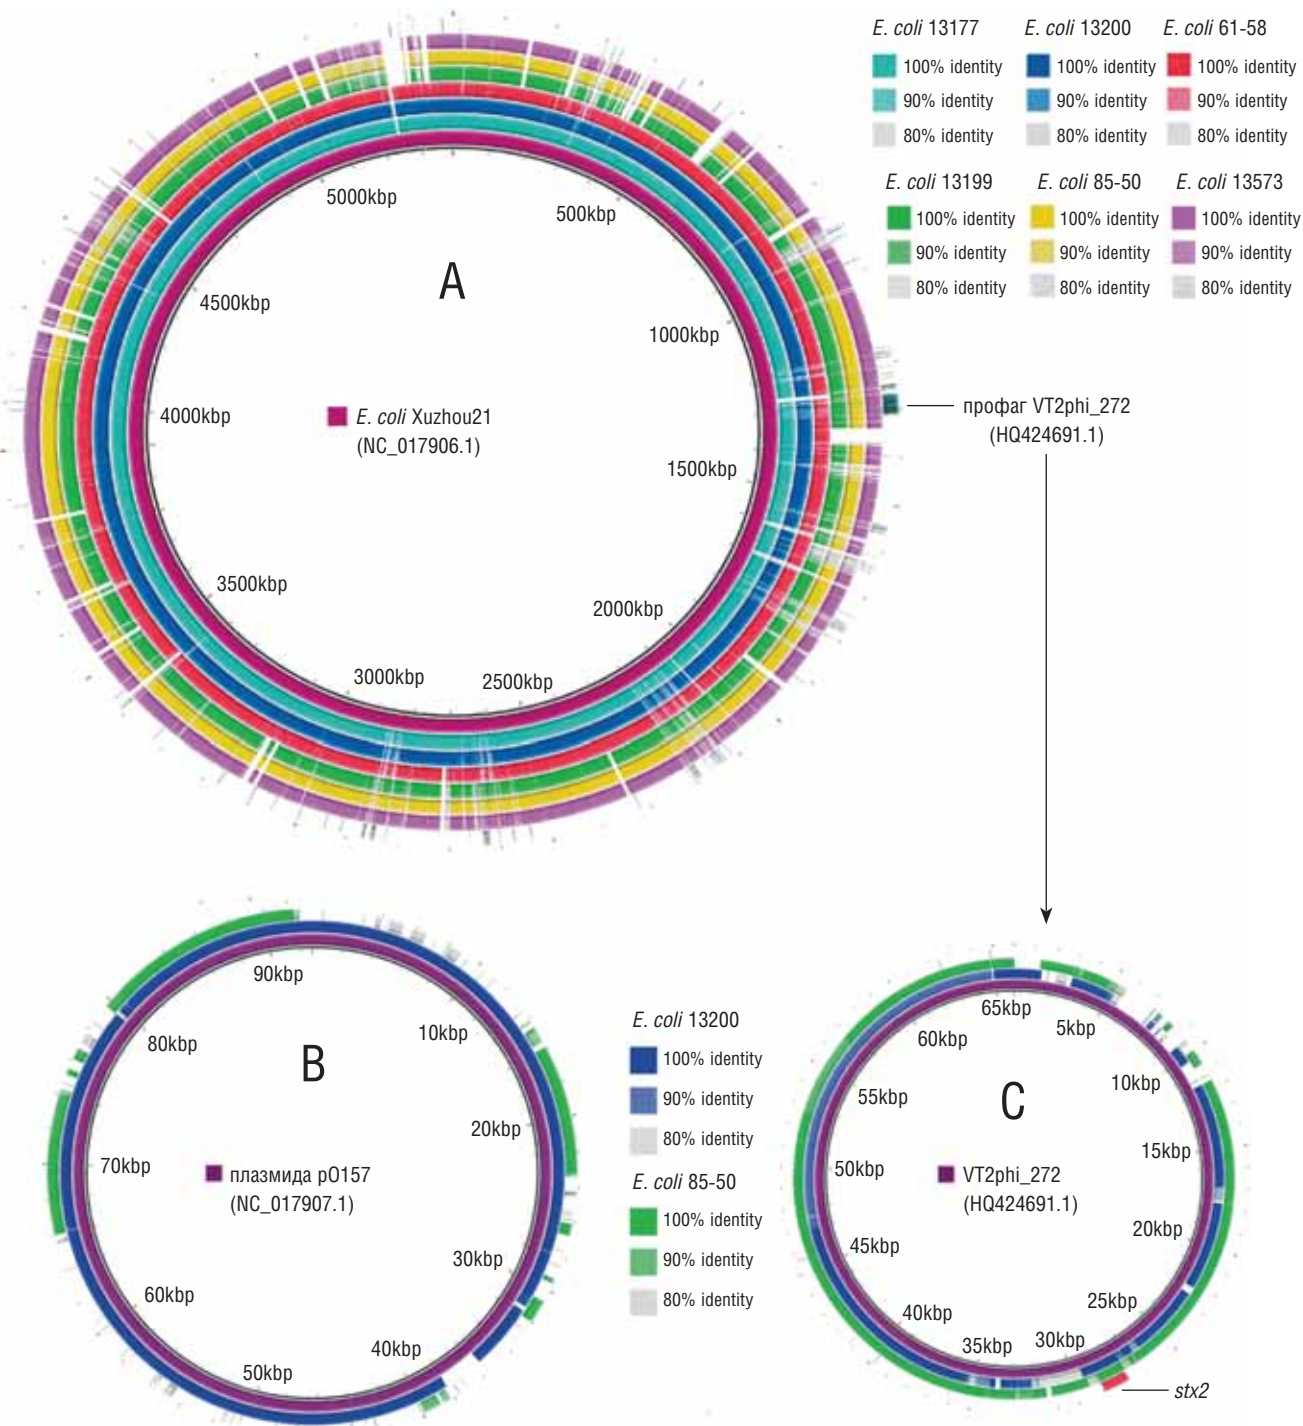 E. coli 13177
100% identity
90% identity
80% identity
E. coli 13200
100% identity
90% identity
80% identity
E. coli 61-58
100% identity
90% identity
80% identity
E. coli 13199
100% identity
90% identity
80% identity
E. coli 85-50
100% identity
90% identity
80% identity
E. coli 13573
100% identity
90% identity
80% identity
A
5000kbp
500kbp
4500kbp
1000kbp
4000kbp
1500kbp
3500kbp
2000kbp
3000kbp
2500kbp
E. coli Xuzhou21
(NC_017906.1)
профаг VT2phi_272
(HQ424691.1)
B
90kbp
10kbp
80kbp
20kbp
70kbp
30kbp
60kbp
40kbp
50kbp
плазмида pO157
(NC_017907.1)
E. coli 13200
100% identity
90% identity
80% identity
E. coli 85-50
100% identity
90% identity
80% identity
C
65kbp
5kbp
60kbp
10kbp
55kbp
15kbp
50kbp
20kbp
45kbp
25kbp
40kbp
30kbp
35kbp
VT2phi_272
(HQ424691.1)
stx2